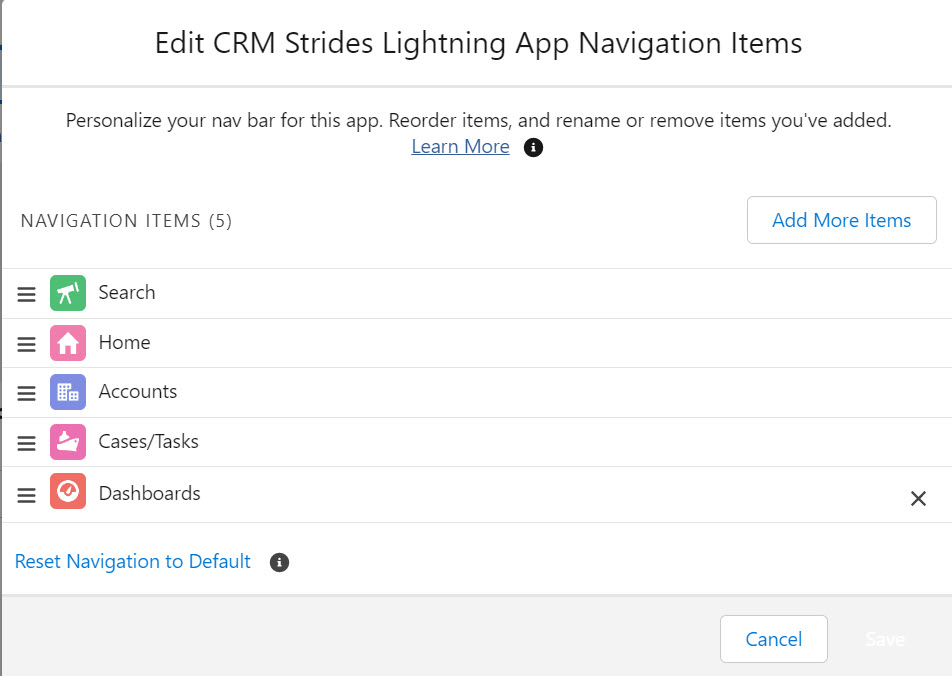 Edit CRM Strides Lightning App Navigation Items
Personalize your nav bar for this app. Reorder items, and rename or remove items you've added.
Learn More
NAVIGATION ITEMS (5)
Add More Items
Search
Home
Accounts
Cases/Tasks
Dashboards
Reset Navigation to Default
Cancel
Save